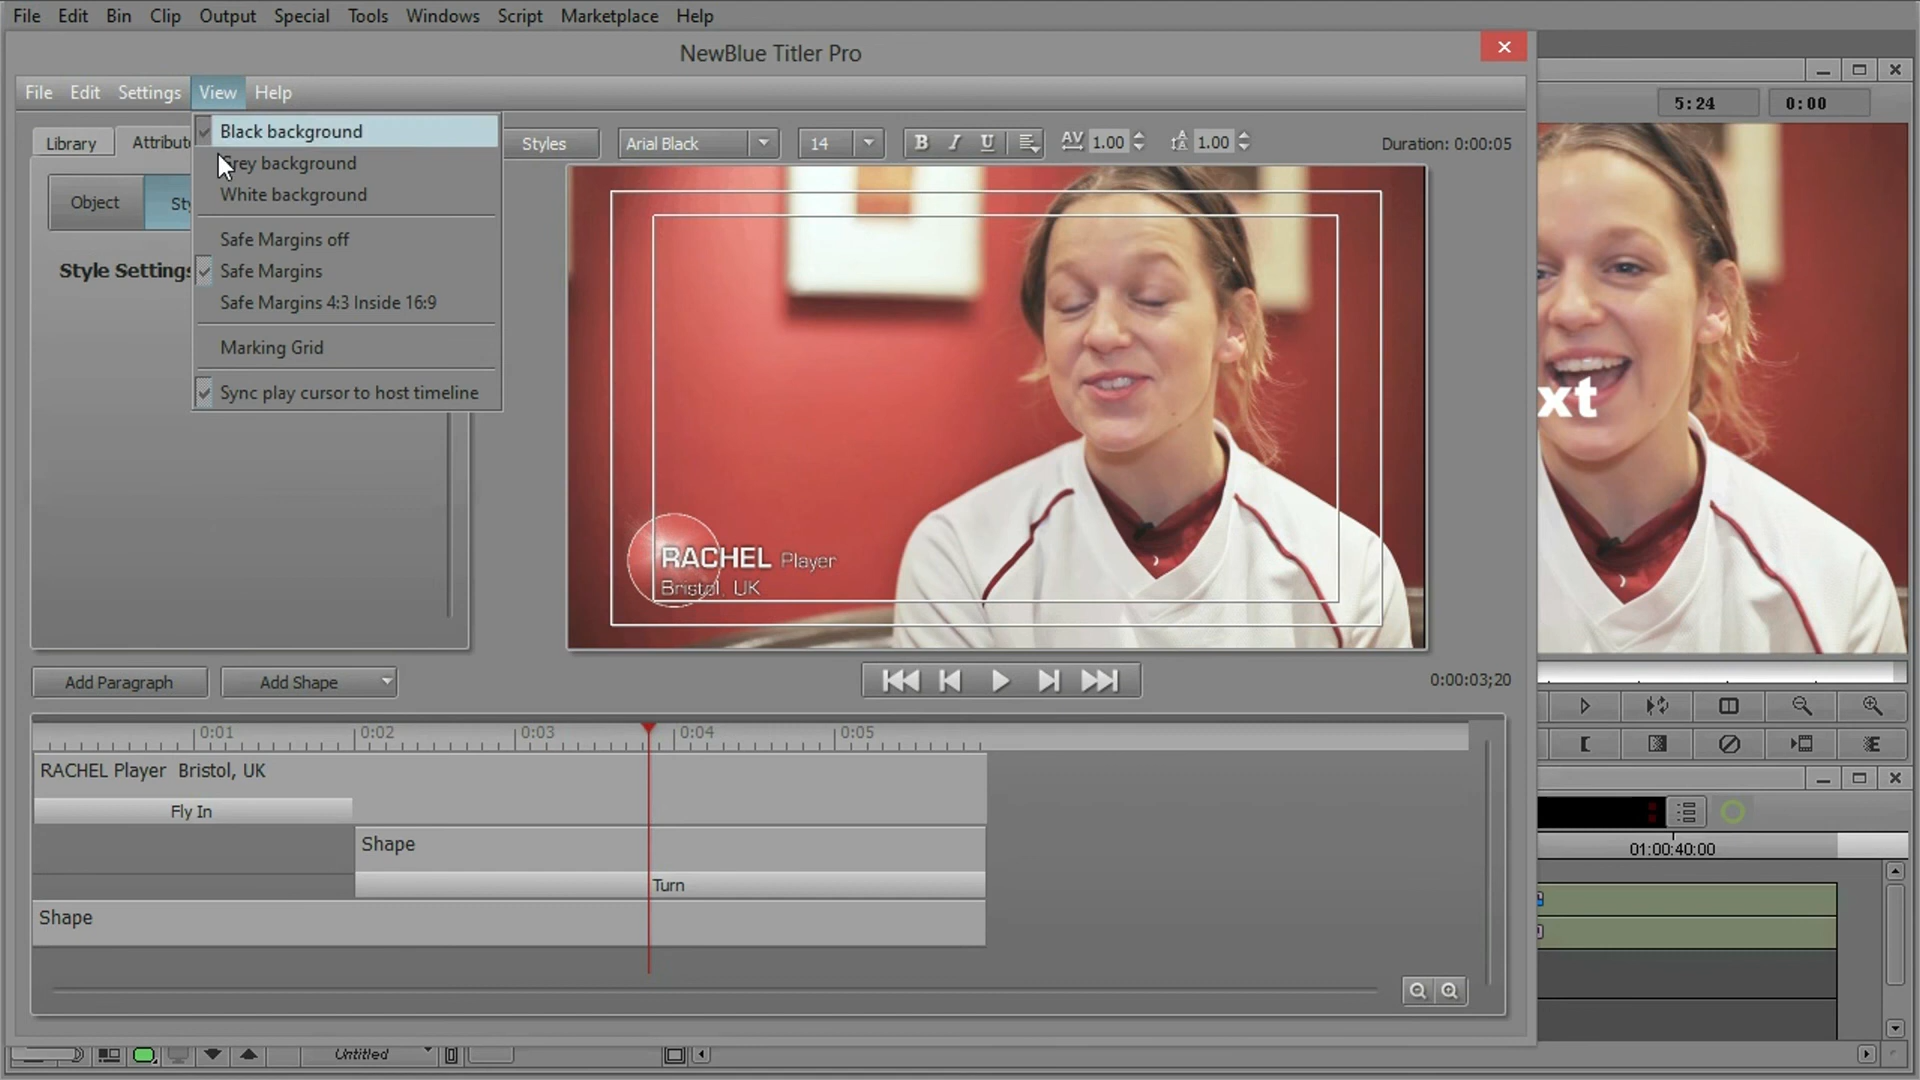 File Edit Bin Clip Output Special Tools Windows Script Marketplace Help
NewBlue Titler Pro
File Edit Settings View Help
5:24 0:00
Black background
Grey background
White background
Safe Margins off
Safe Margins
Safe Margins 4:3 Inside 16:9
Marking Grid
Sync play cursor to host timeline
Library Attribut
Object Sty
Style Settings
Styles Arial Black 14 B I U AV 1.00 A 1.00 Duration: 0:00:05
RACHEL Player
Bristol, UK
xt
Add Paragraph Add Shape 0:00:03;20
0:01 0:02 0:03 0:04 0:05
RACHEL Player Bristol, UK
Fly In
Shape
Turn
Shape
01:00:40:00
Untitled